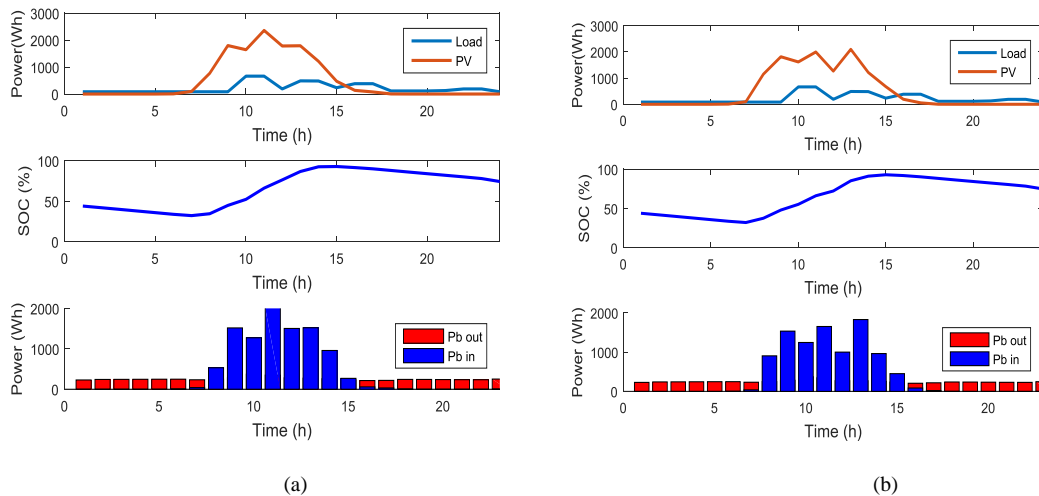 Power(Wh)
3000
2000
1000
0
Load
PV
0 5 10 15 20
Time (h)
SOC (%)
100
50
0
0 5 10 15 20
Time (h)
Power (Wh)
2000
1000
0
Pb out
Pb in
0 5 10 15 20
Time (h)
(a)
Power(Wh)
3000
2000
1000
0
Load
PV
0 5 10 15 20
Time (h)
SOC (%)
100
50
0
0 5 10 15 20
Time (h)
Power (Wh)
2000
1000
0
Pb out
Pb in
0 5 10 15 20
Time (h)
(b)